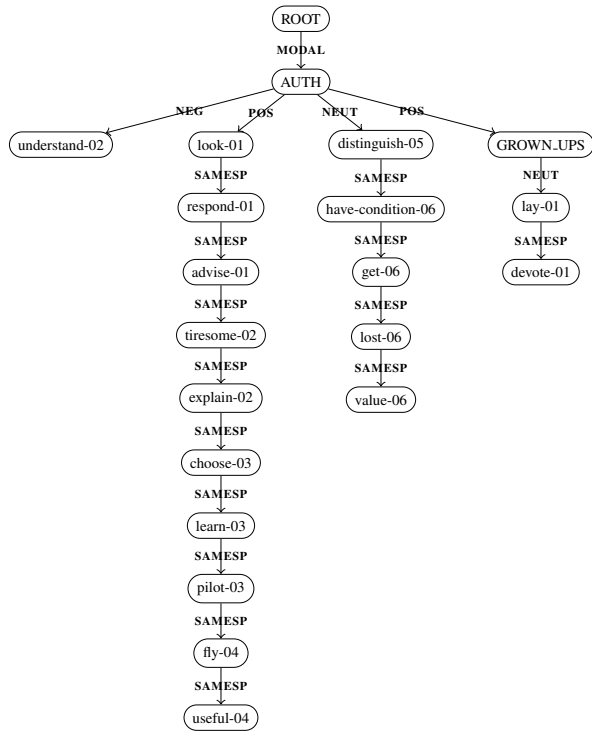 ROOT
MODAL
AUTH
NEG POS NEUT POS
understand-02 look-01 distinguish-05 GROWN_UPS
SAMESP SAMESP NEUT
respond-01 have-condition-06 lay-01
SAMESP SAMESP SAMESP
advise-01 get-06 devote-01
SAMESP SAMESP
tiresome-02 lost-06
SAMESP SAMESP
explain-02 value-06
SAMESP
choose-03
SAMESP
learn-03
SAMESP
pilot-03
SAMESP
fly-04
SAMESP
useful-04